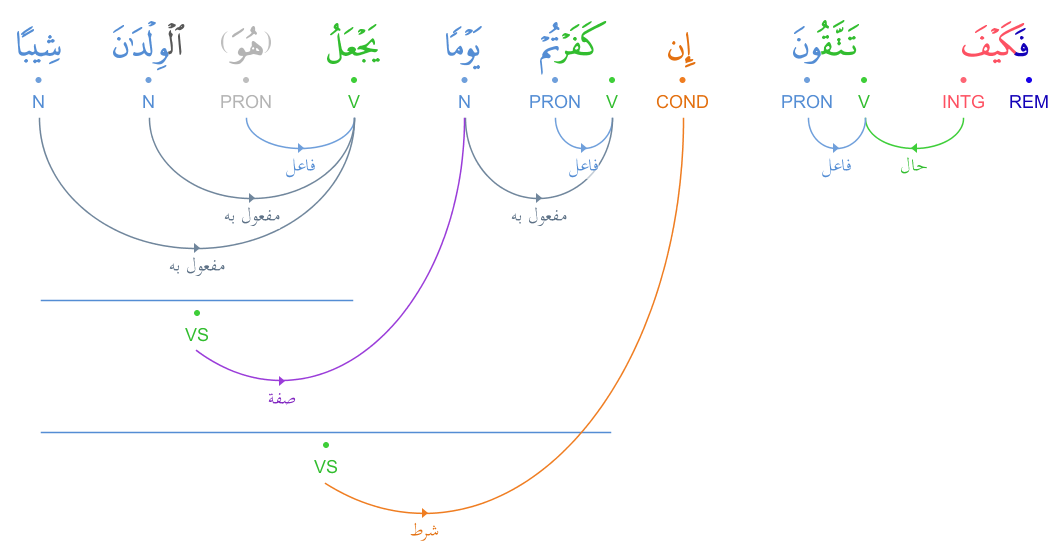 فَكَيْفَ تَتَّقُونَ إِن كَفَرْتُمْ يَوْمًا يَجْعَلُ (هُوَ) ٱلْوِلْدَٰنَ شِيبًا
REM INTG V PRON COND V PRON N V PRON N N
حال فاعل فاعل فاعل
مفعول به مفعول به
مفعول به
VS
صفة
VS
شرط